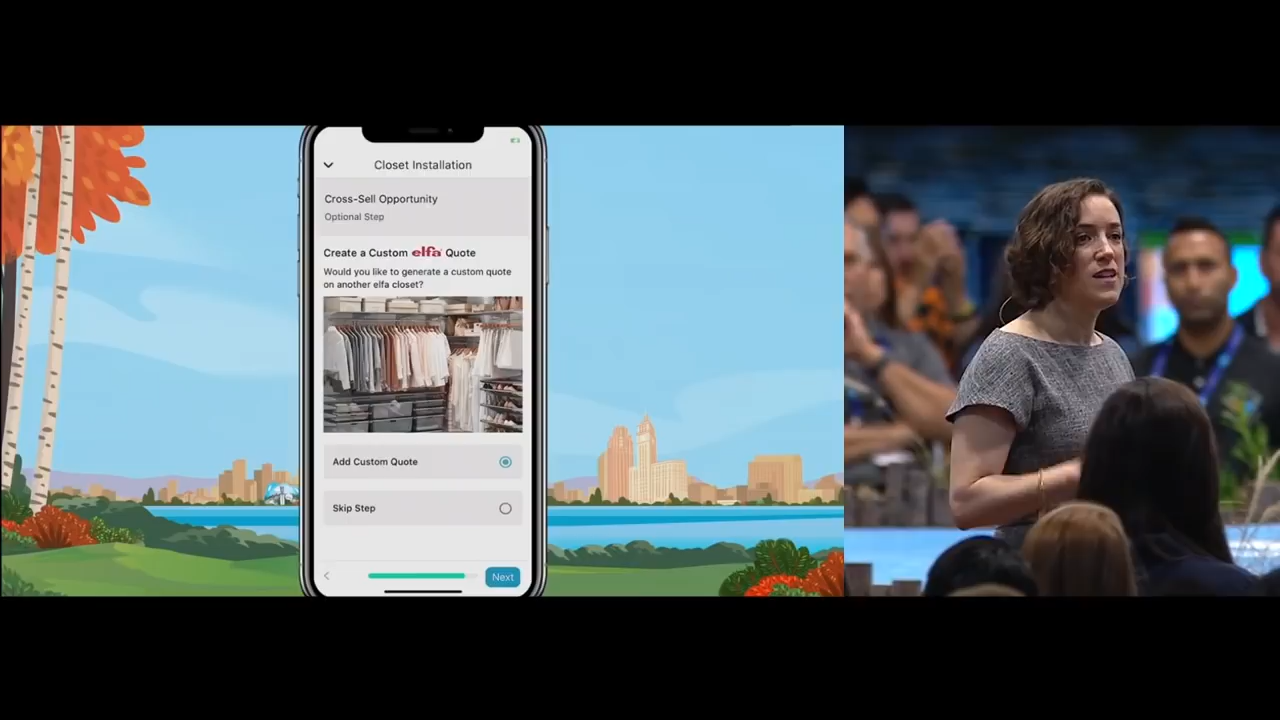 Closet Installation
Cross-Sell Opportunity
Optional Step
Create a Custom elfa Quote
Would you like to generate a custom quote
on another elfa closet?
Add Custom Quote
Skip Step
Next